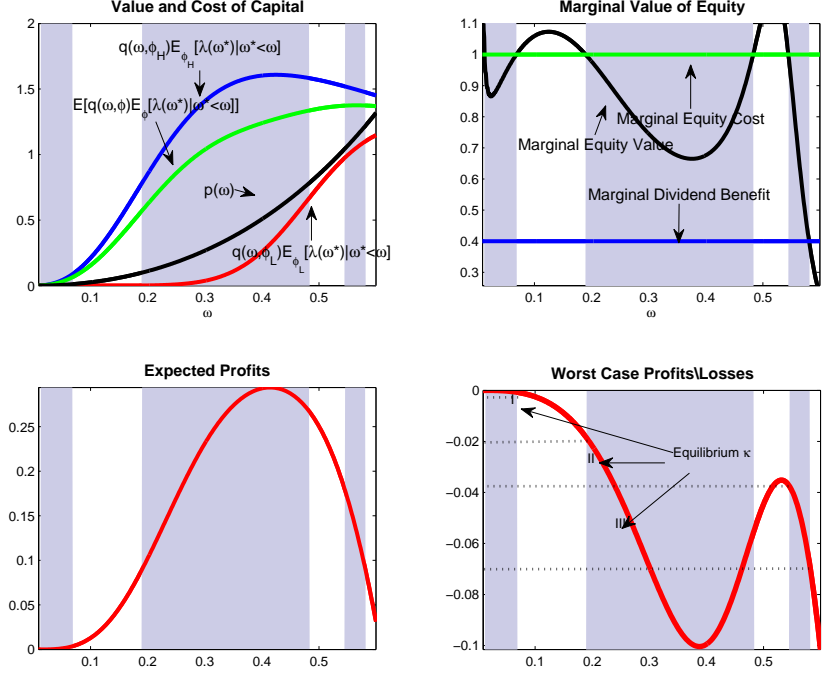 Value and Cost of Capital
2
1.5
1
0.5
0
0.1
0.2
0.3
0.4
0.5
ω
q(ω,ϕ_H)E_ϕ_H[λ(ω*)|ω*<ω]
E[q(ω,ϕ)E_ϕ[λ(ω*)|ω*<ω]]
p(ω)
q(ω,ϕ_L)E_ϕ_L[λ(ω*)|ω*<ω]
Marginal Value of Equity
1.1
1
0.9
0.8
0.7
0.6
0.5
0.4
0.3
0.1
0.2
0.3
0.4
0.5
ω
Marginal Equity Cost
Marginal Equity Value
Marginal Dividend Benefit
Expected Profits
0.25
0.2
0.15
0.1
0.05
0
0.1
0.2
0.3
0.4
0.5
Worst Case Profits\Losses
0
−0.02
−0.04
−0.06
−0.08
−0.1
0.1
0.2
0.3
0.4
0.5
I
Equilibrium κ
II
III